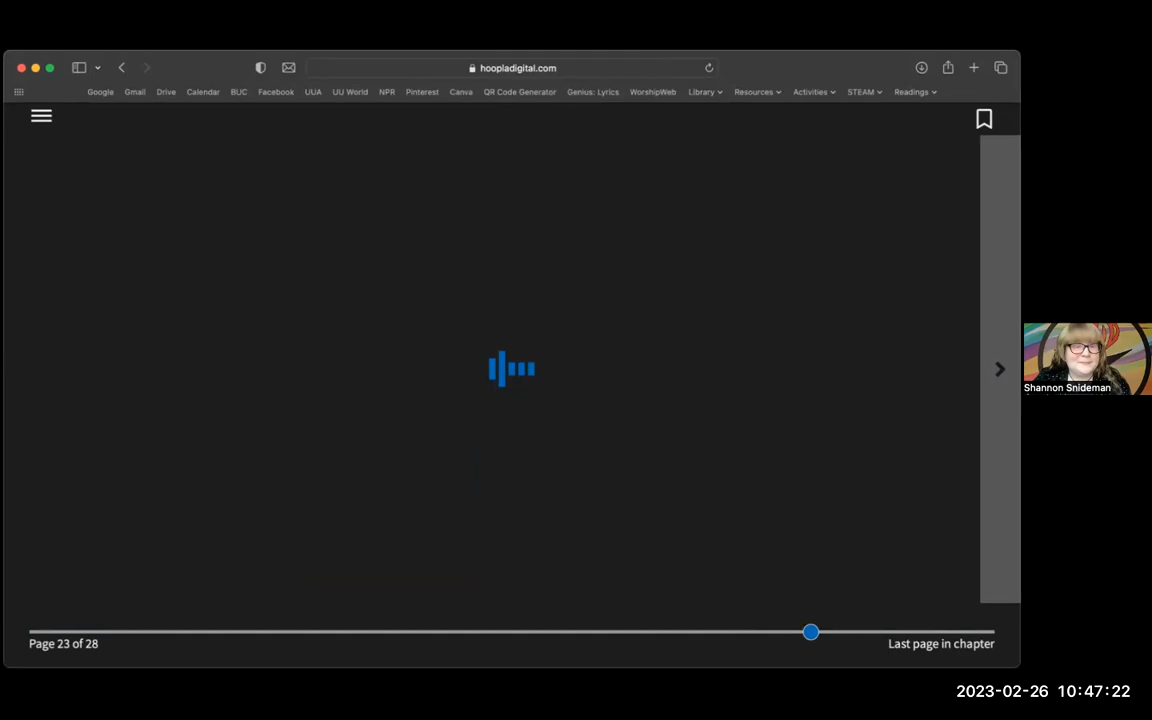 hoopladigital.com
Google Gmail Drive Calendar BUC Facebook UUA UU World NPR Pinterest Canva QR Code Generator Genius: Lyrics WorshipWeb Library Resources Activities STEAM Readings
Shannon Snideman
Page 23 of 28
Last page in chapter
2023-02-26 10:47:22